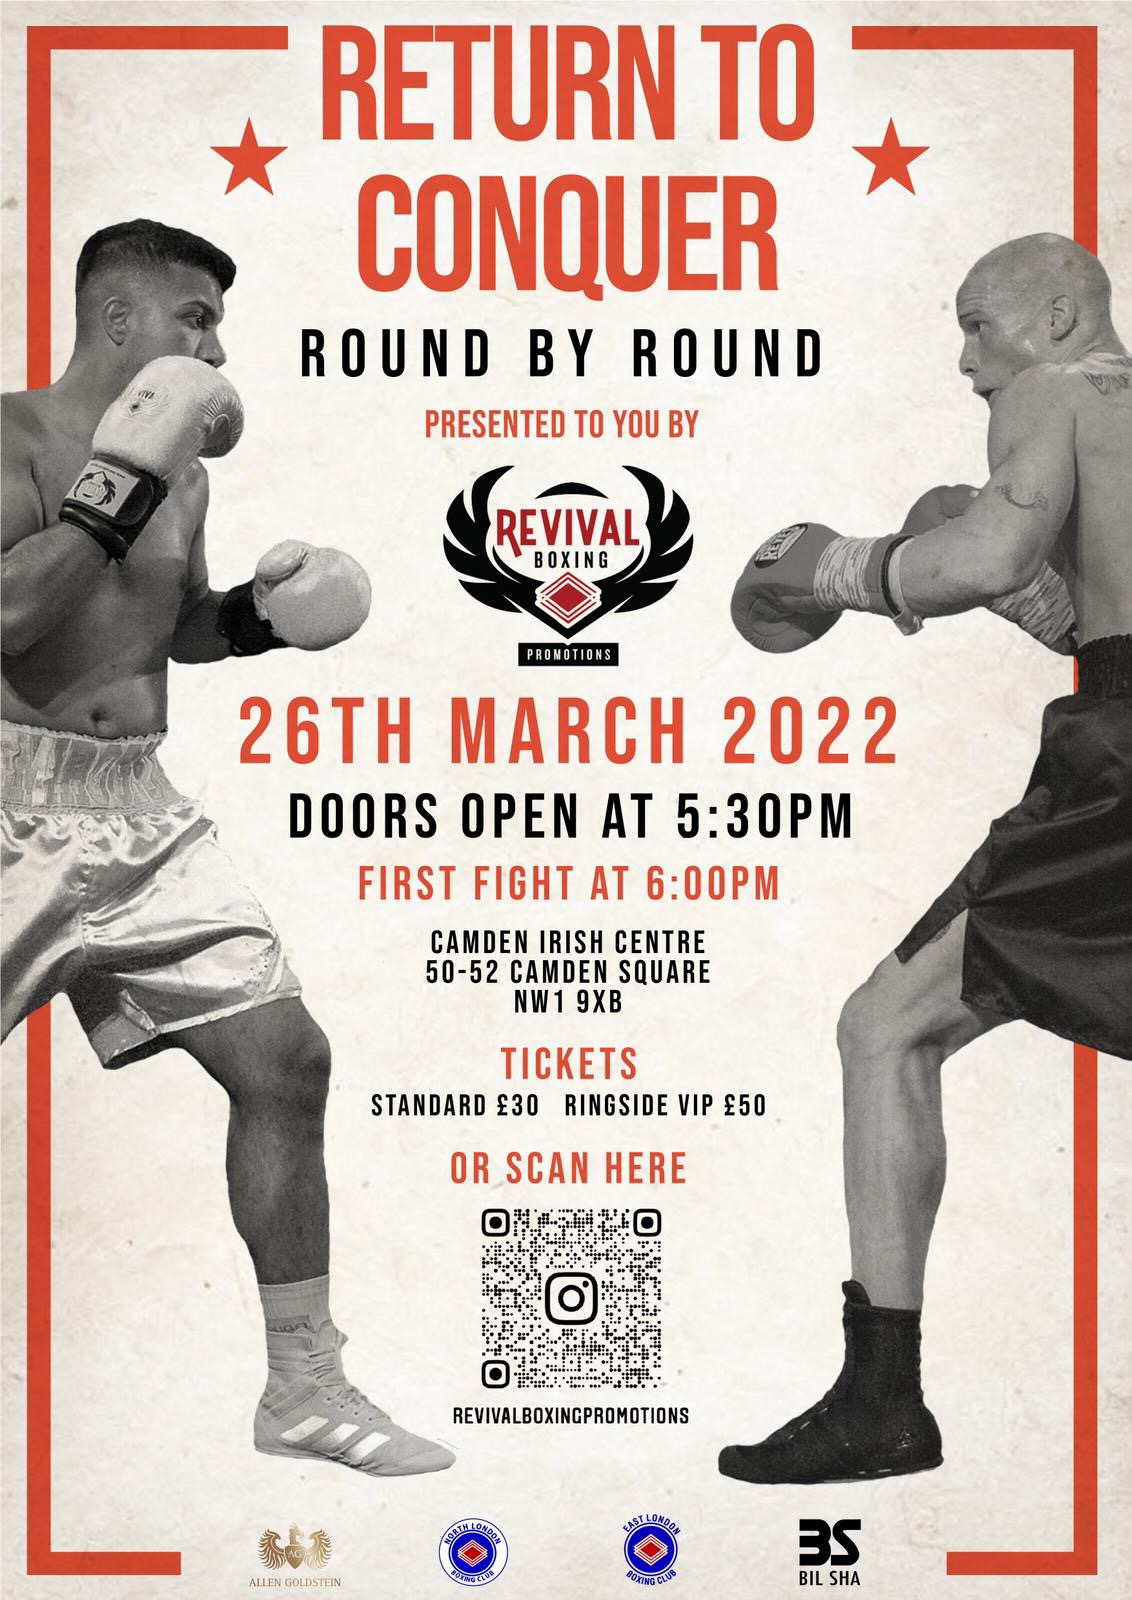 RETURN TO
CONQUER
ROUND BY ROUND
PRESENTED TO YOU BY
REVIVAL
BOXING
PROMOTIONS
26TH MARCH 2022
DOORS OPEN AT 5:30PM
FIRST FIGHT AT 6:00PM
CAMDEN IRISH CENTRE
50-52 CAMDEN SQUARE
NW1 9XB
TICKETS
STANDARD £30 RINGSIDE VIP £50
OR SCAN HERE
REVIVALBOXINGPROMOTIONS
AG
ALLEN GOLDSTEIN
NORTH LONDON
BOXING CLUB
EAST LONDON
BOXING CLUB
BS
BIL SHA